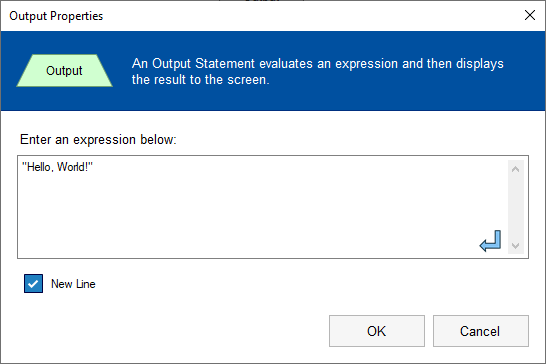 Output Properties
Output
An Output Statement evaluates an expression and then displays
the result to the screen.
Enter an expression below:
"Hello, World!"
New Line
OK
Cancel